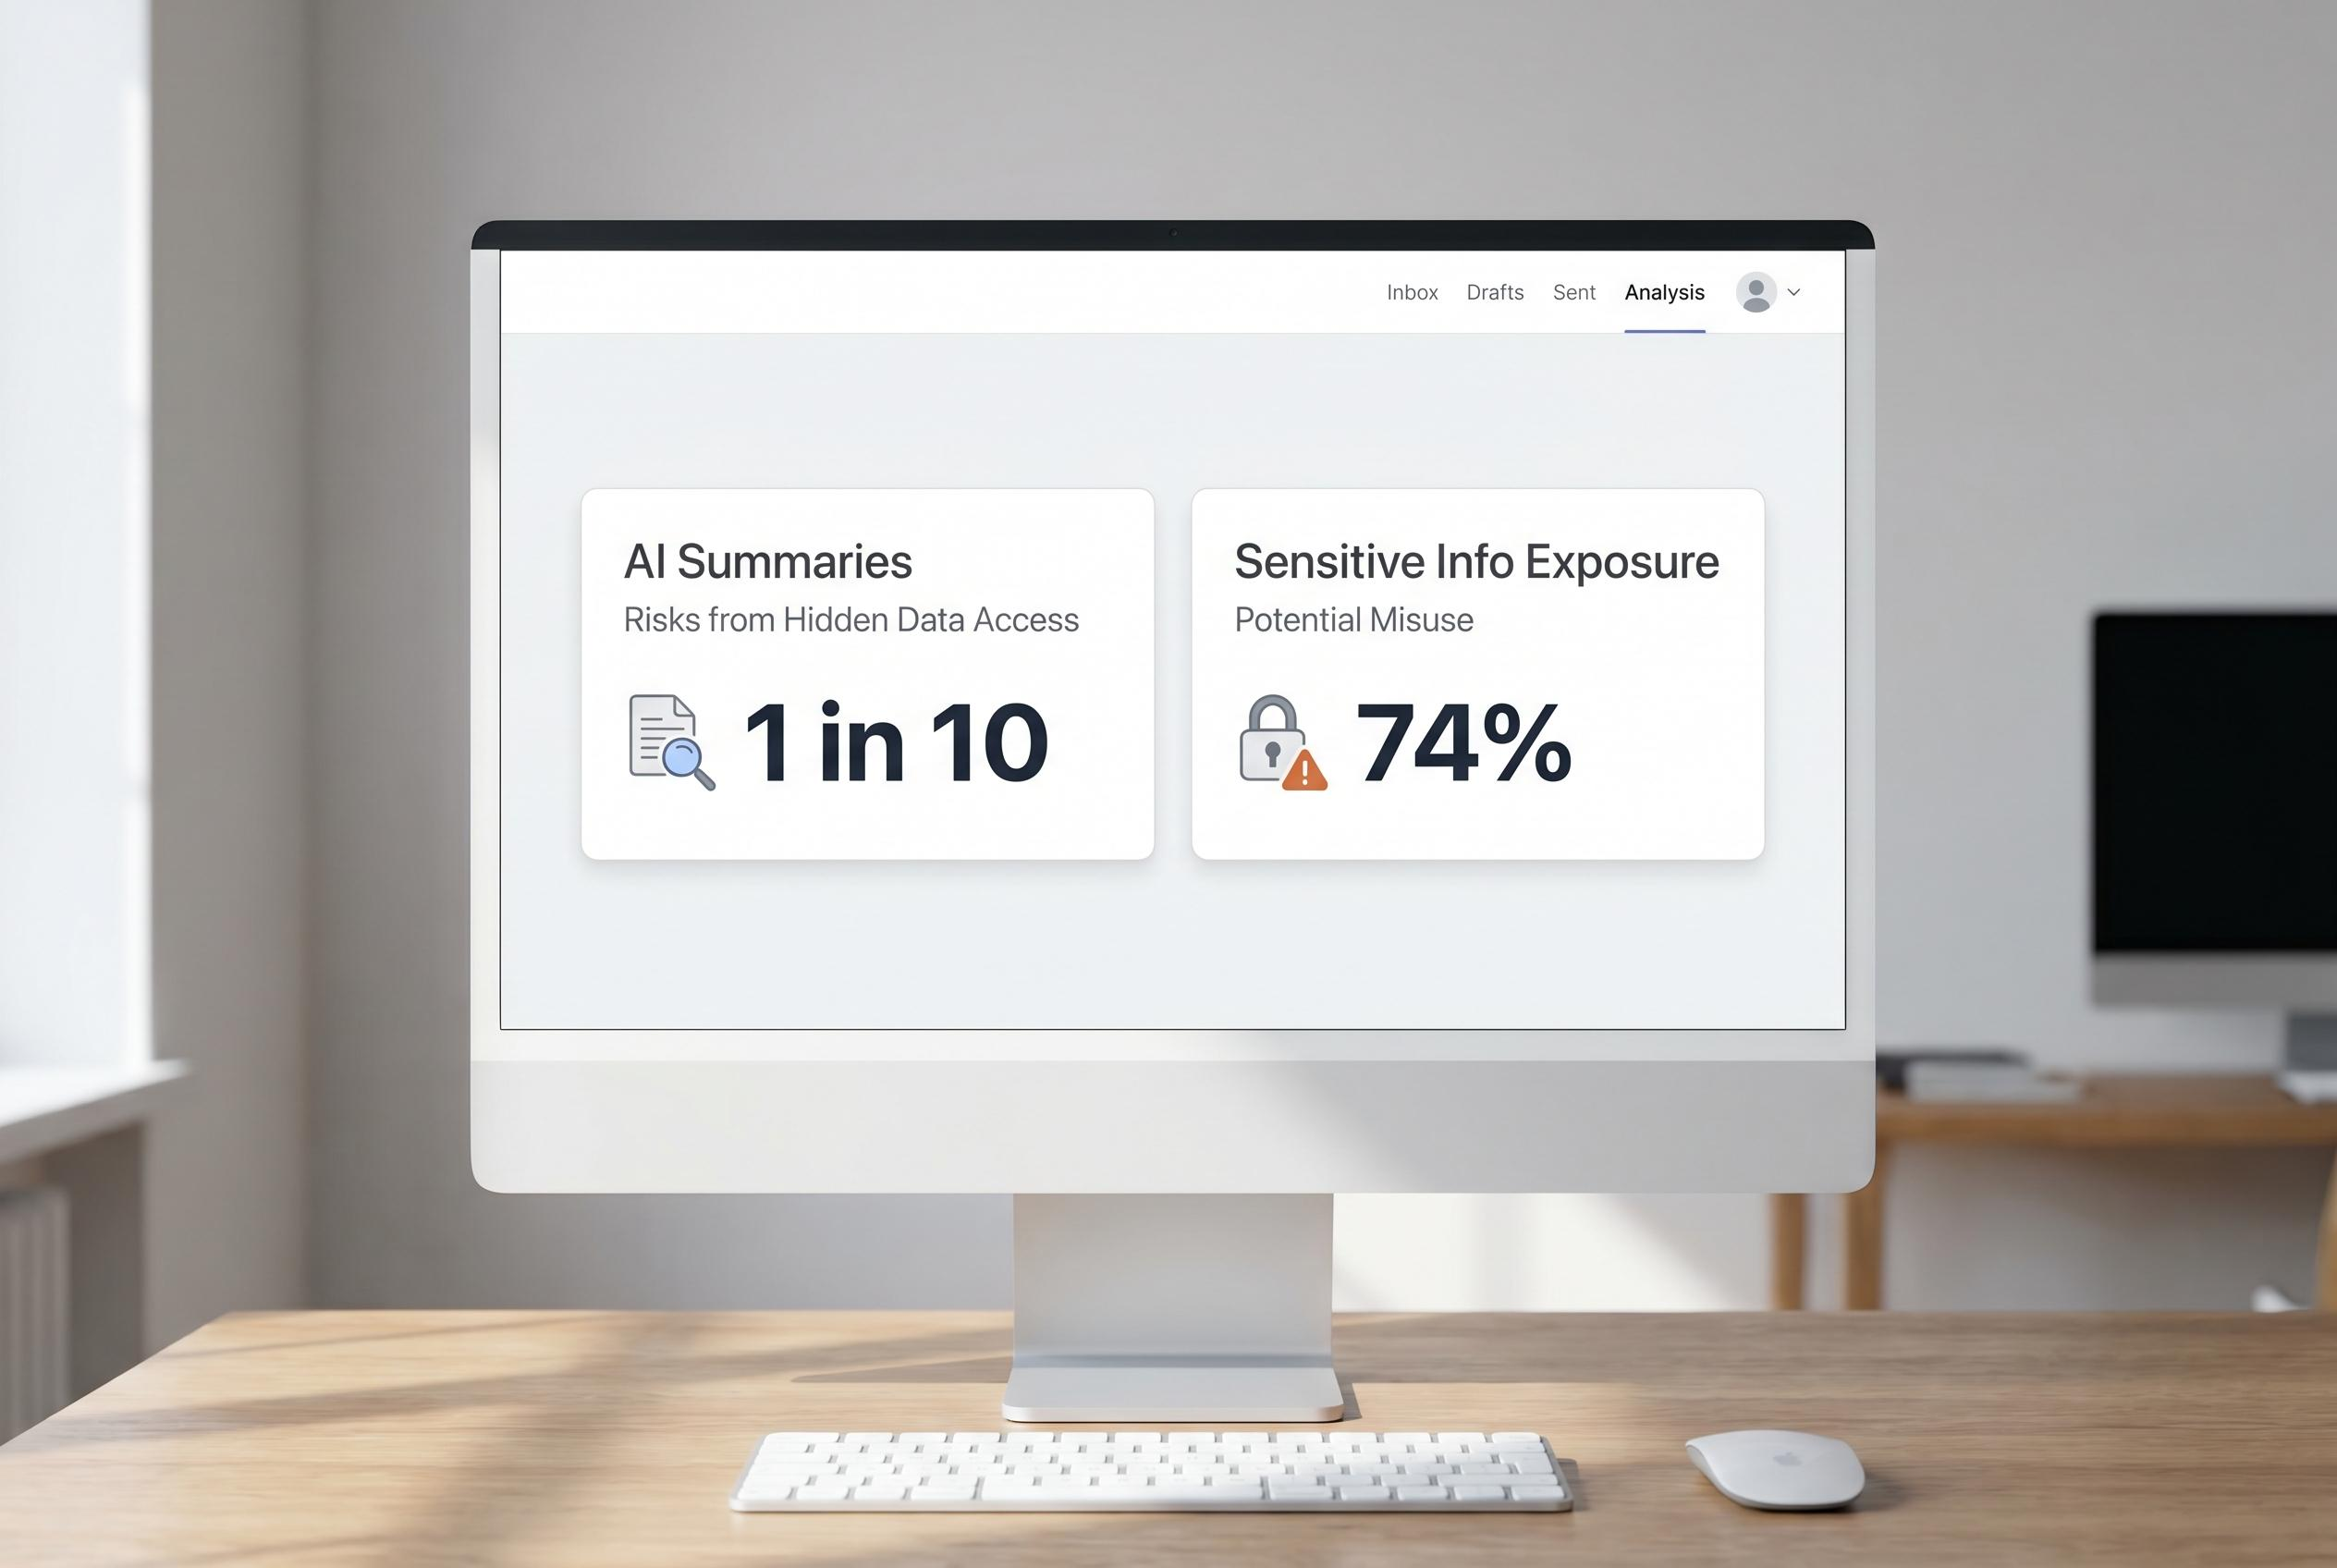 Inbox Drafts Sent Analysis
AI Summaries
Risks from Hidden Data Access
1 in 10
Sensitive Info Exposure
Potential Misuse
74%